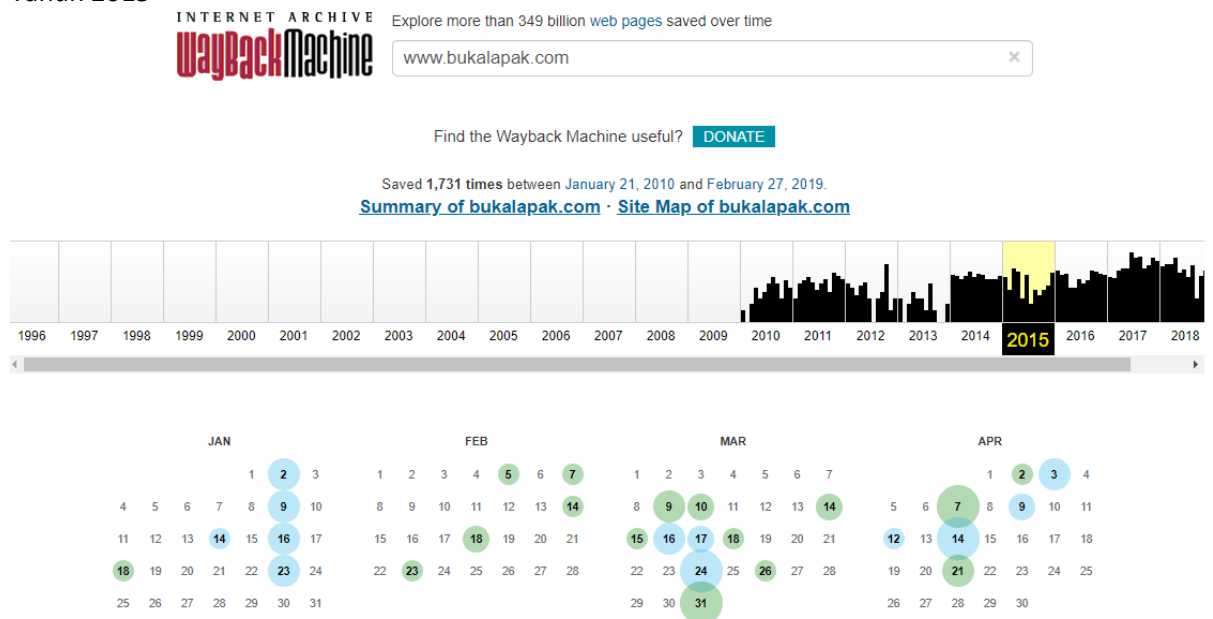 Tahun 2015
INTERNET ARCHIVE
WayBackMachine
Explore more than 349 billion web pages saved over time
www.bukalapak.com ×
Find the Wayback Machine useful? DONATE
Saved 1,731 times between January 21, 2010 and February 27, 2019.
Summary of bukalapak.com · Site Map of bukalapak.com
1996 1997 1998 1999 2000 2001 2002 2003 2004 2005 2006 2007 2008 2009 2010 2011 2012 2013 2014 2015 2016 2017 2018
JAN FEB MAR APR
1 2 3 1 2 3 4 5 6 7 1 2 3 4 5 6 7 1 2 3 4
4 5 6 7 8 9 10 8 9 10 11 12 13 14 8 9 10 11 12 13 14 5 6 7 8 9 10 11
11 12 13 14 15 16 17 15 16 17 18 19 20 21 15 16 17 18 19 20 21 12 13 14 15 16 17 18
18 19 20 21 22 23 24 22 23 24 25 26 27 28 22 23 24 25 26 27 28 19 20 21 22 23 24 25
25 26 27 28 29 30 31 29 30 31 26 27 28 29 30